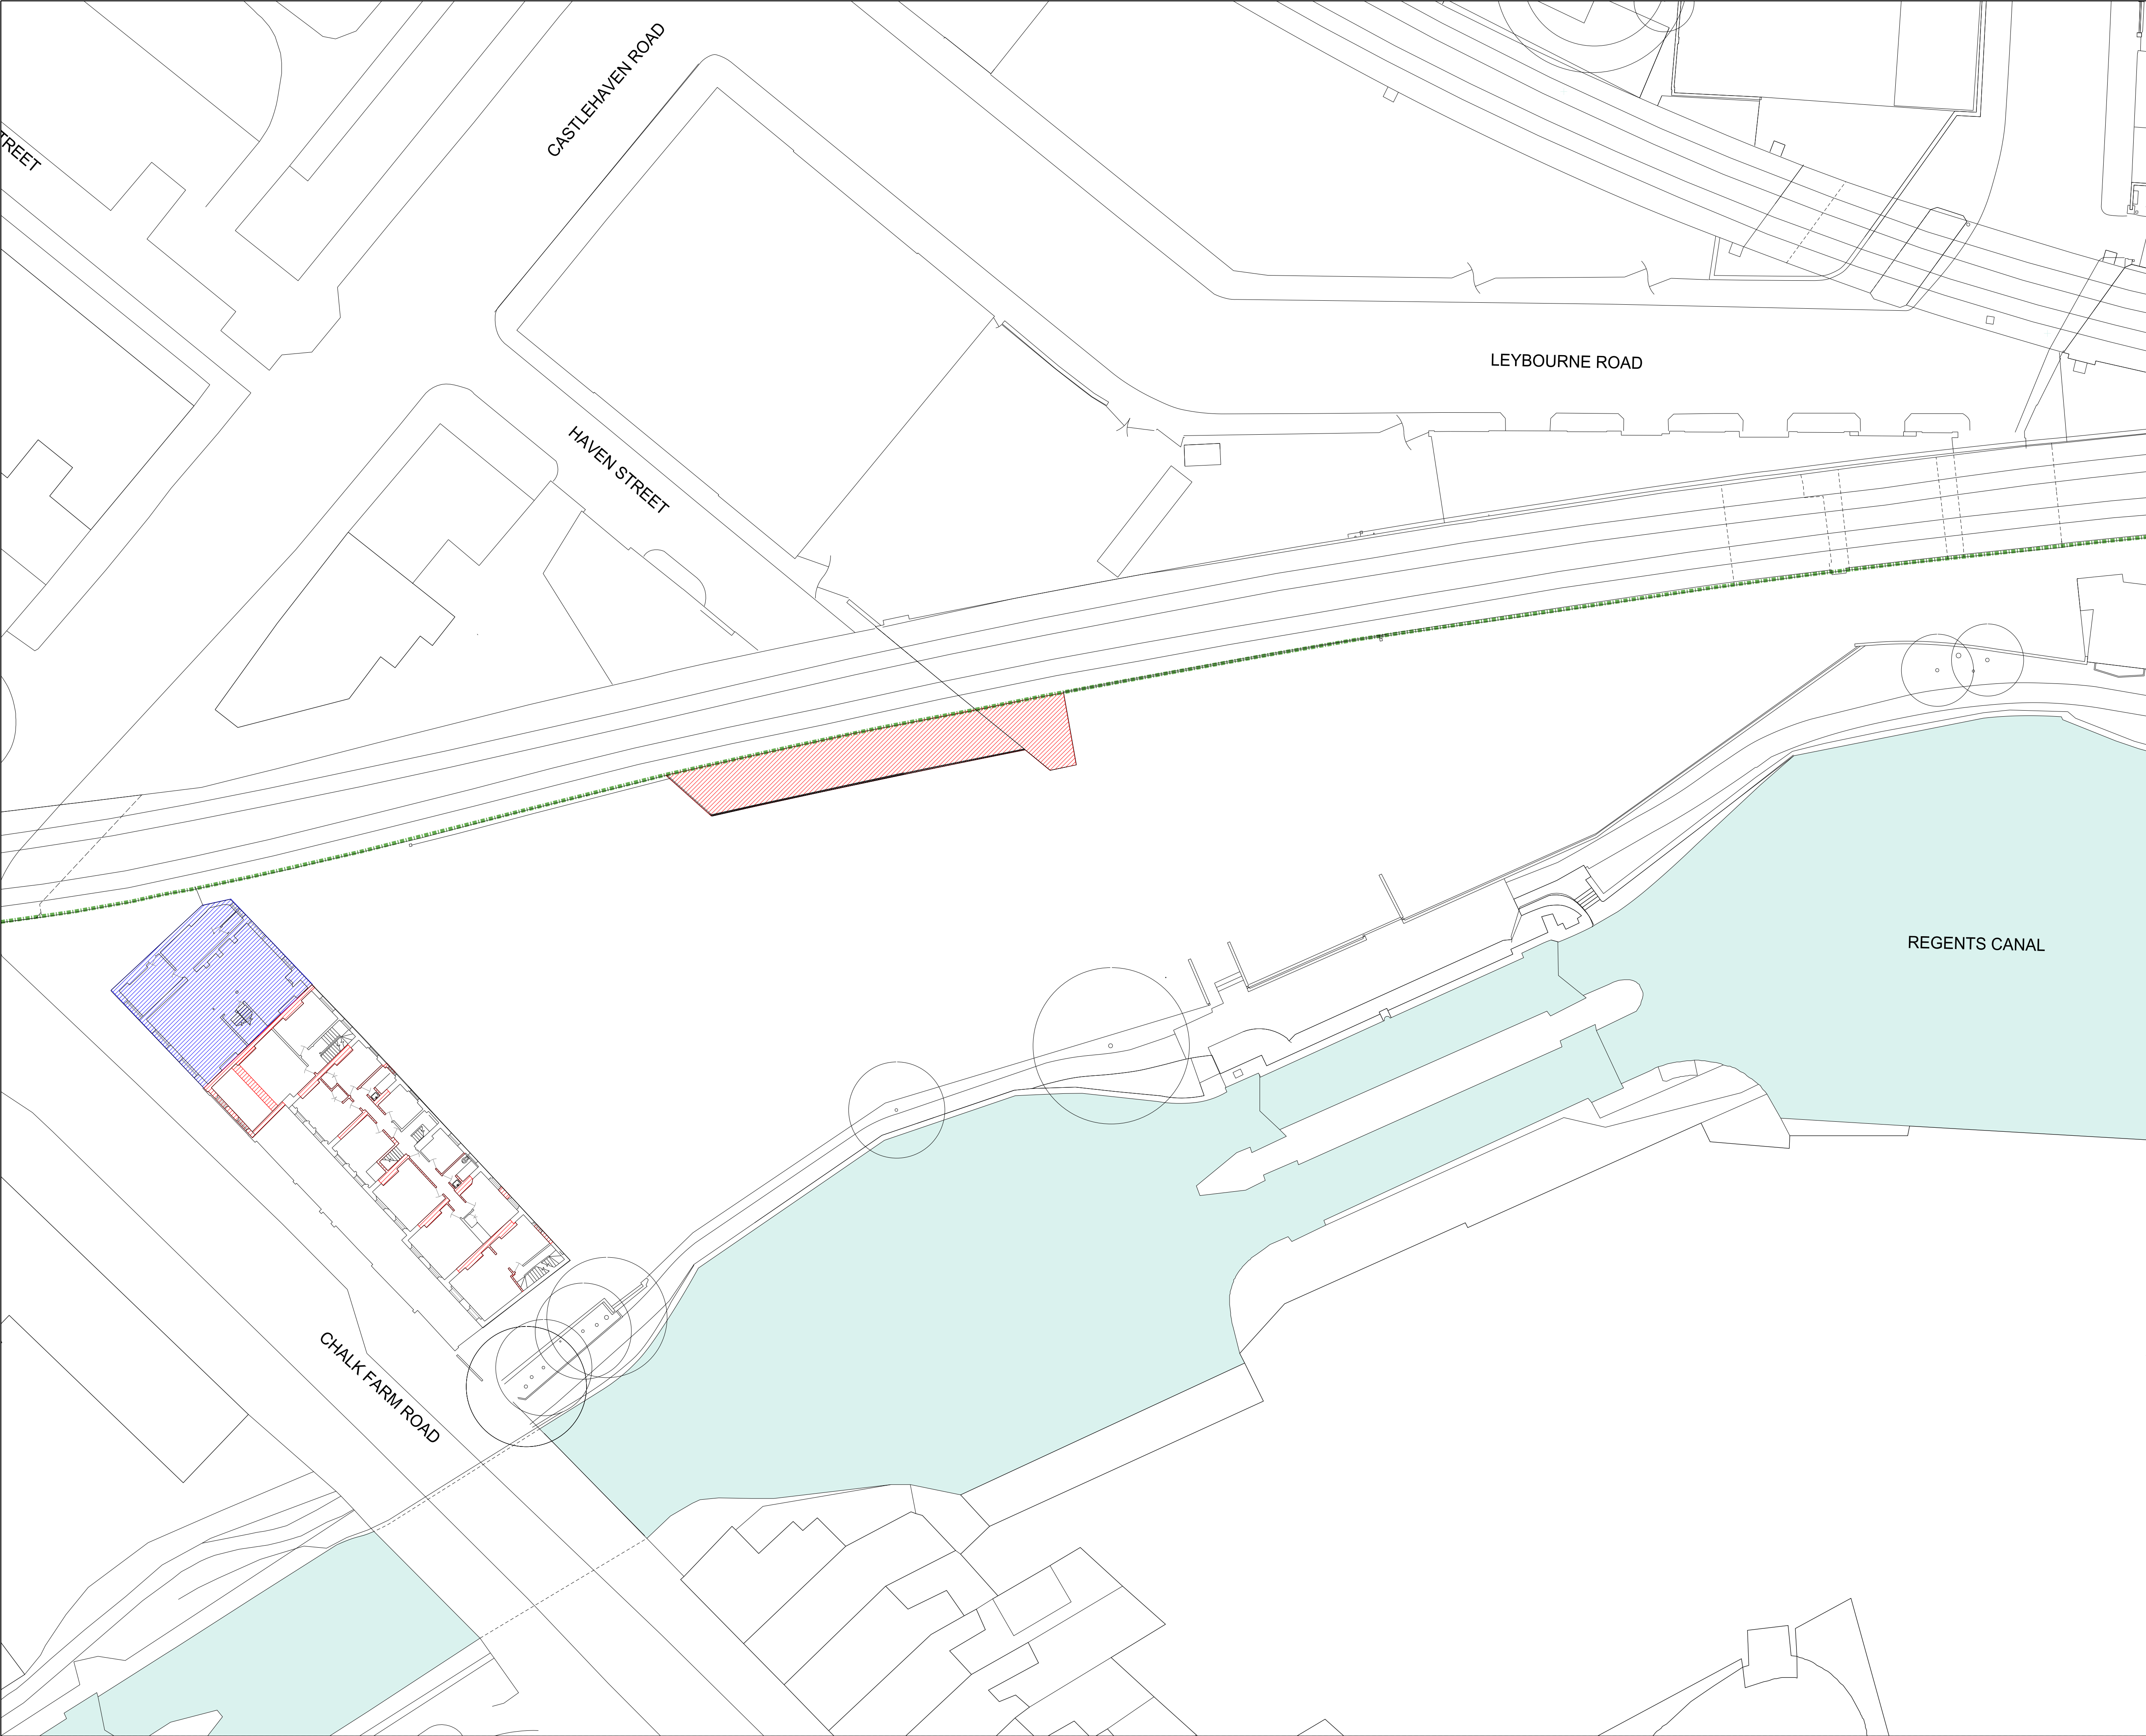 CASTLEHAVEN ROAD
TREET
LEYBOURNE ROAD
HAVEN STREET
REGENTS CANAL
CHALK FARM ROAD